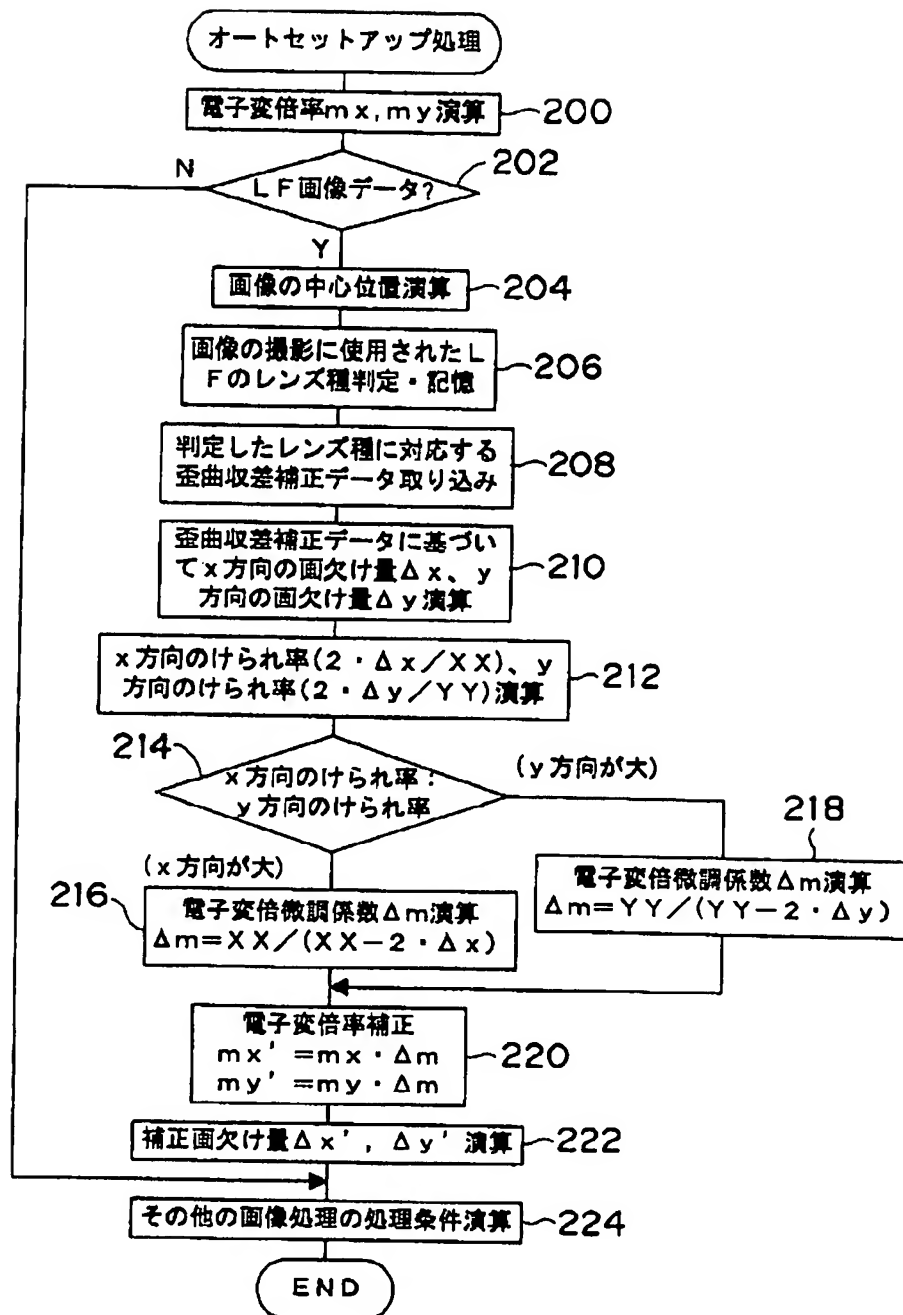 オートセットアップ処理
電子変倍率mx,my演算
200
202
N
LF画像データ?
Y
画像の中心位置演算
204
画像の撮影に使用されたL
Fのレンズ種判定・記憶
206
判定したレンズ種に対応する
歪曲収差補正データ取り込み
208
歪曲収差補正データに基づい
てx方向の画欠け量Δx、y
方向の画欠け量Δy演算
210
x方向のけられ率(2・Δx/XX)、y
方向のけられ率(2・Δy/YY)演算
212
214
x方向のけられ率:
y方向のけられ率
(y方向が大)
218
(x方向が大)
電子変倍微調係数Δm演算
Δm=YY/(YY-2・Δy)
216
電子変倍微調係数Δm演算
Δm=XX/(XX-2・Δx)
電子変倍率補正
mx'=mx・Δm
my'=my・Δm
220
補正画欠け量Δx',Δy'演算
222
その他の画像処理の処理条件演算
224
END